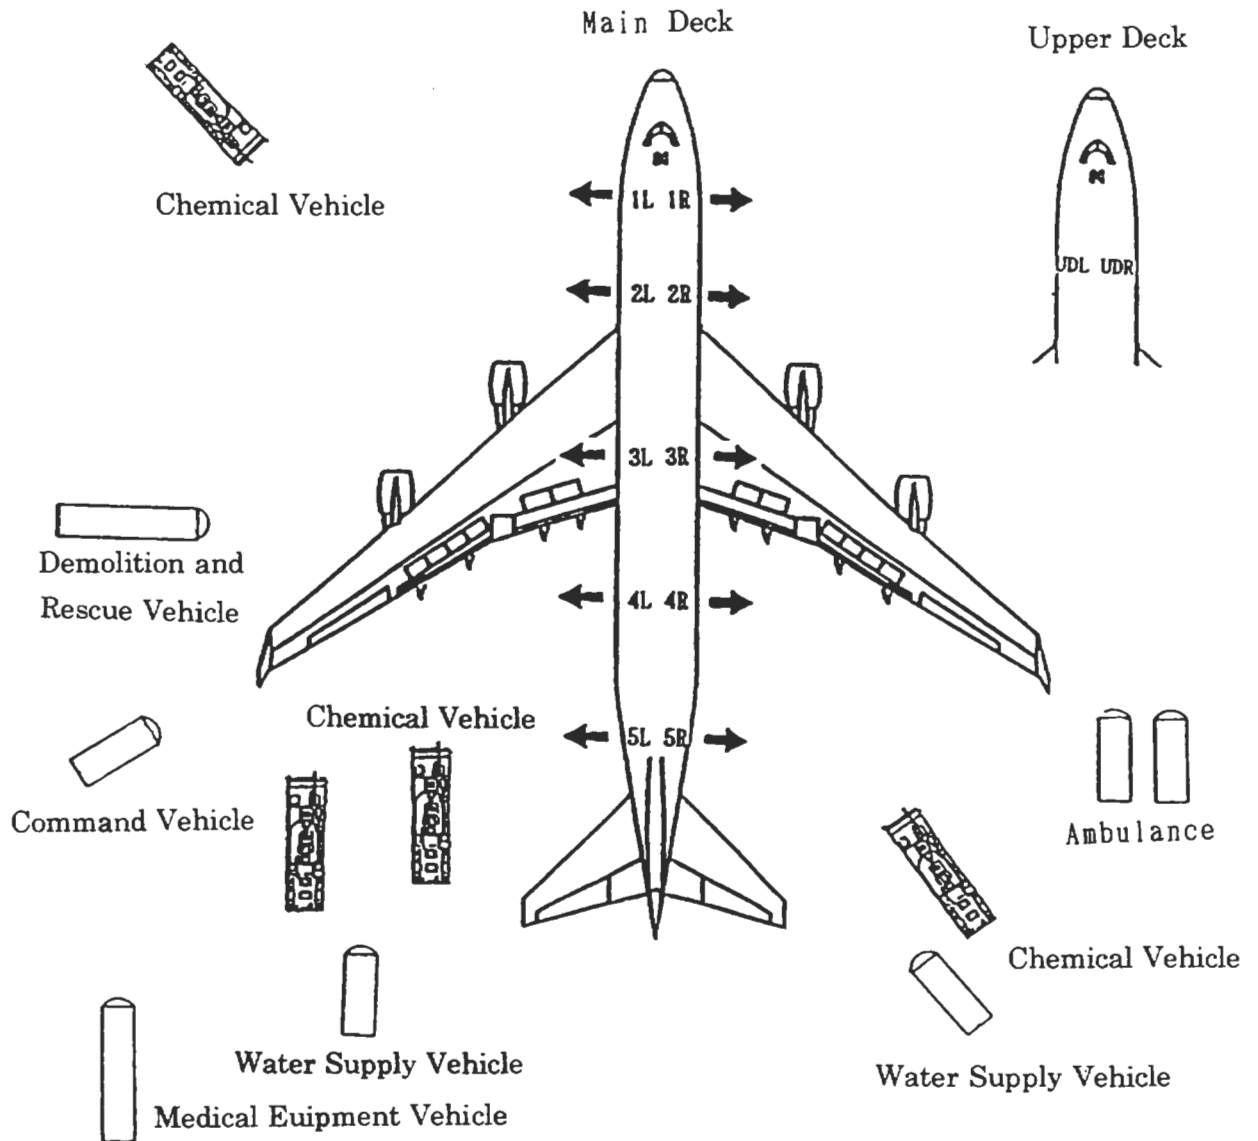 Main Deck
Upper Deck
Chemical Vehicle
1L 1R
2L 2R
UDL UDR
3L 3R
Demolition and
Rescue Vehicle
4L 4R
Chemical Vehicle
5L 5R
Command Vehicle
Ambulance
Chemical Vehicle
Water Supply Vehicle
Water Supply Vehicle
Medical Euipment Vehicle